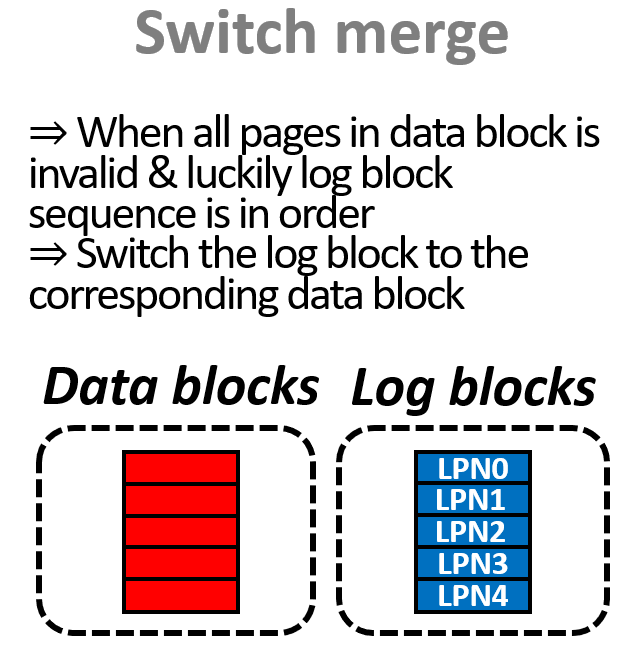 Switch merge
⇒ When all pages in data block is
invalid & luckily log block
sequence is in order
⇒ Switch the log block to the
corresponding data block
Data blocks
Log blocks
LPN0
LPN1
LPN2
LPN3
LPN4